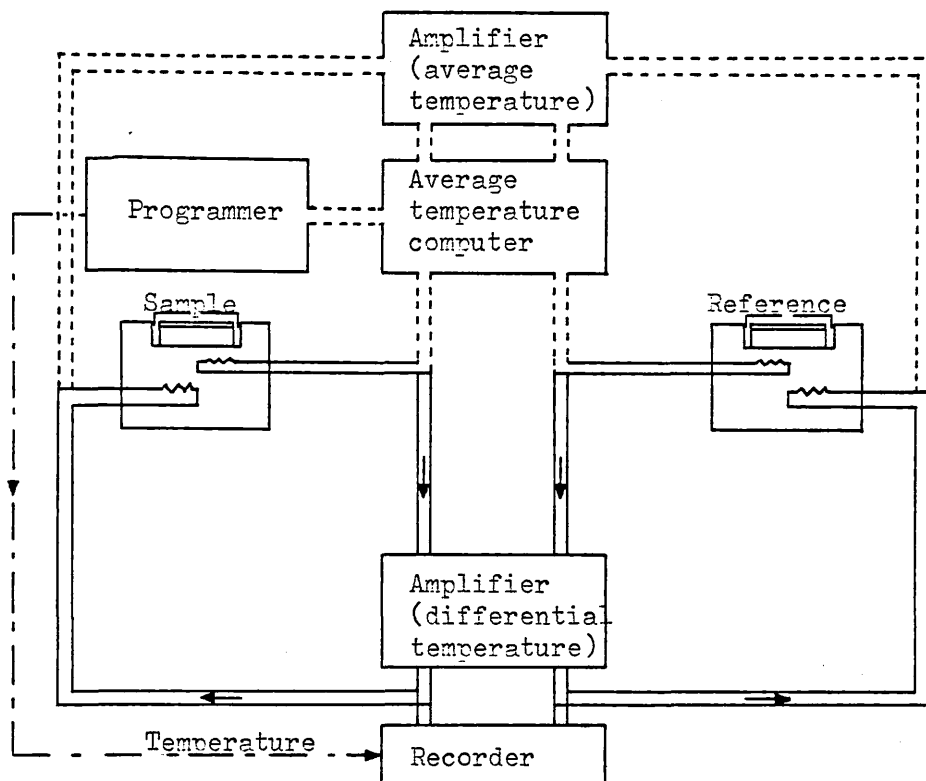 Amplifier
(average
temperature)
Programmer
Average
temperature
computer
Sample
Reference
Amplifier
(differential
temperature)
Temperature
Recorder